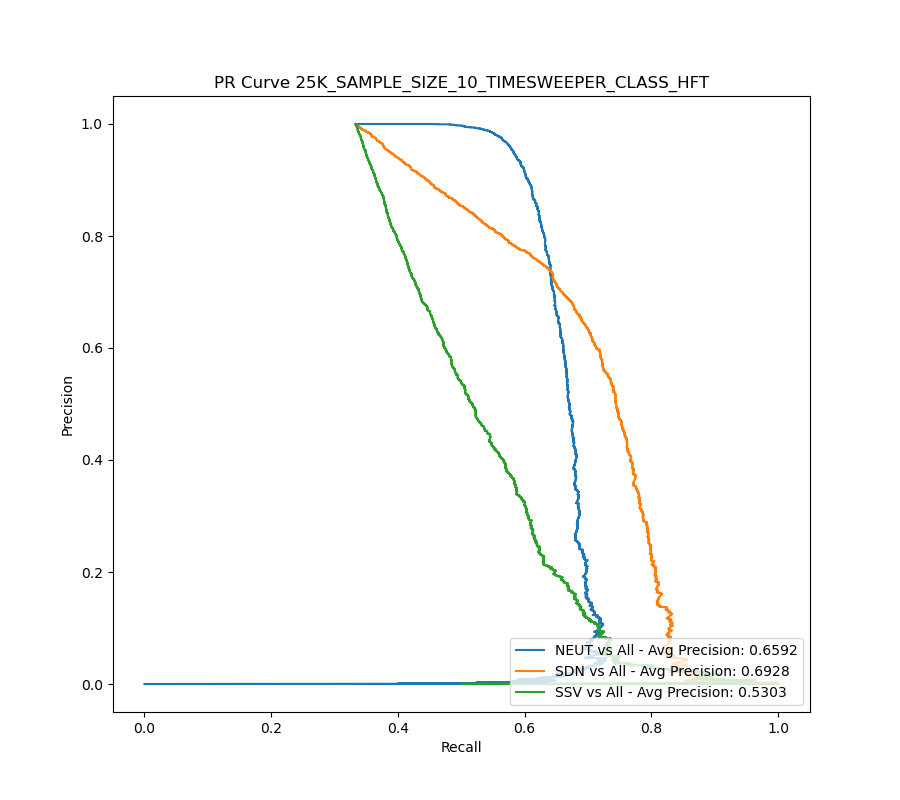 PR Curve 25K_SAMPLE_SIZE_10_TIMESWEEPER_CLASS_HFT
1.0
0.8
0.6
0.4
0.2
0.0
Precision
NEUT vs All - Avg Precision: 0.6592
SDN vs All - Avg Precision: 0.6928
SSV vs All - Avg Precision: 0.5303
0.0 0.2 0.4 0.6 0.8 1.0
Recall